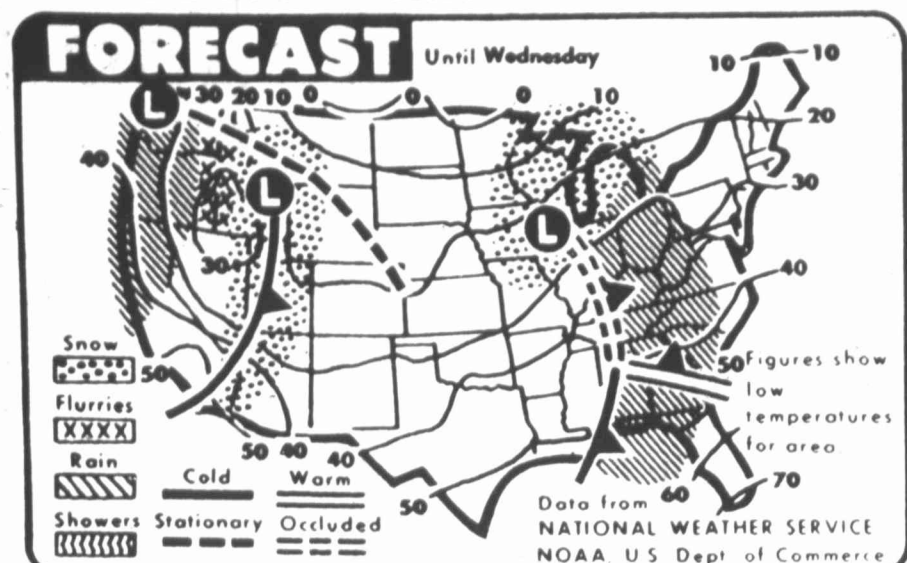 FORECAST
Until Wednesday
10 10
L 30 20 10 0 0 0 10
20
40
30
L
L
30
40
Snow
50
50
Figures show
low
temperatures
for area
Flurries
XXXX
Rain
50 40 40
Cold Warm
50
60 70
Showers Stationary Occluded
Data from
NATIONAL WEATHER SERVICE
NOAA, U.S. Dept. of Commerce